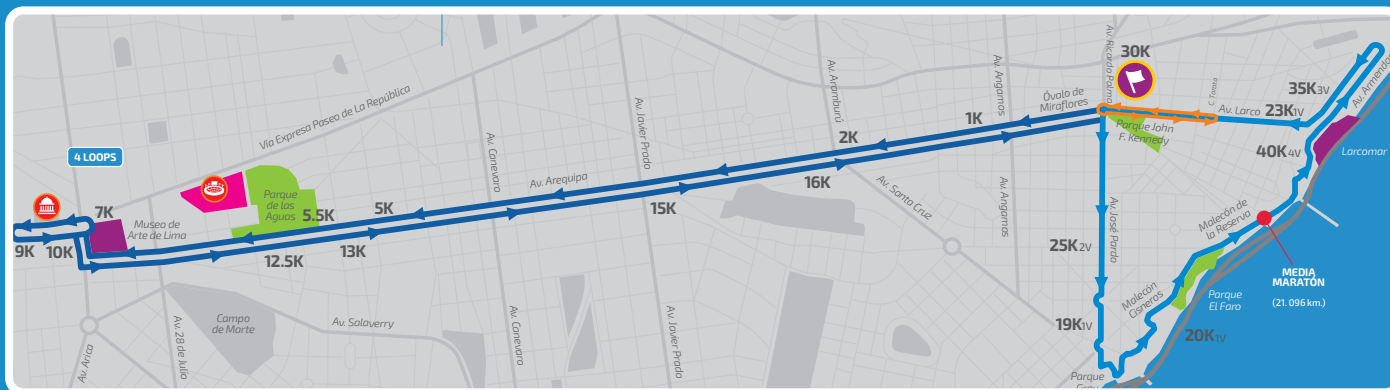 4 LOOPS
9K
10K
7K
Museo de
Arte de Lima
Vía Expresa Paseo de La República
Parque
de las
Aguas
5.5K
5K
12.5K
13K
Av. Arequipa
Av. Canevaro
Av. Javier Prado
15K
2K
16K
Av. Aramburú
1K
Av. Angamos
Óvalo de
Miraflores
Av. Ricardo Palma
30K
C. Tarata
Parque John
F. Kennedy
Av. Larco
35K3V
23K1V
40K4V
Larcomar
Av. Santa Cruz
Av. Angamos
Av. José Pardo
25K2V
19K1V
20K1V
Malecón
Cisneros
Malecón de
la Reserva
Parque
El Faro
MEDIA
MARATÓN
(21. 096 km.)
Parque
Av. Arica
Av. 28 de Julio
Campo
de Marte
Av. Salaverry
Av. Canevaro
Av. Javier Prado